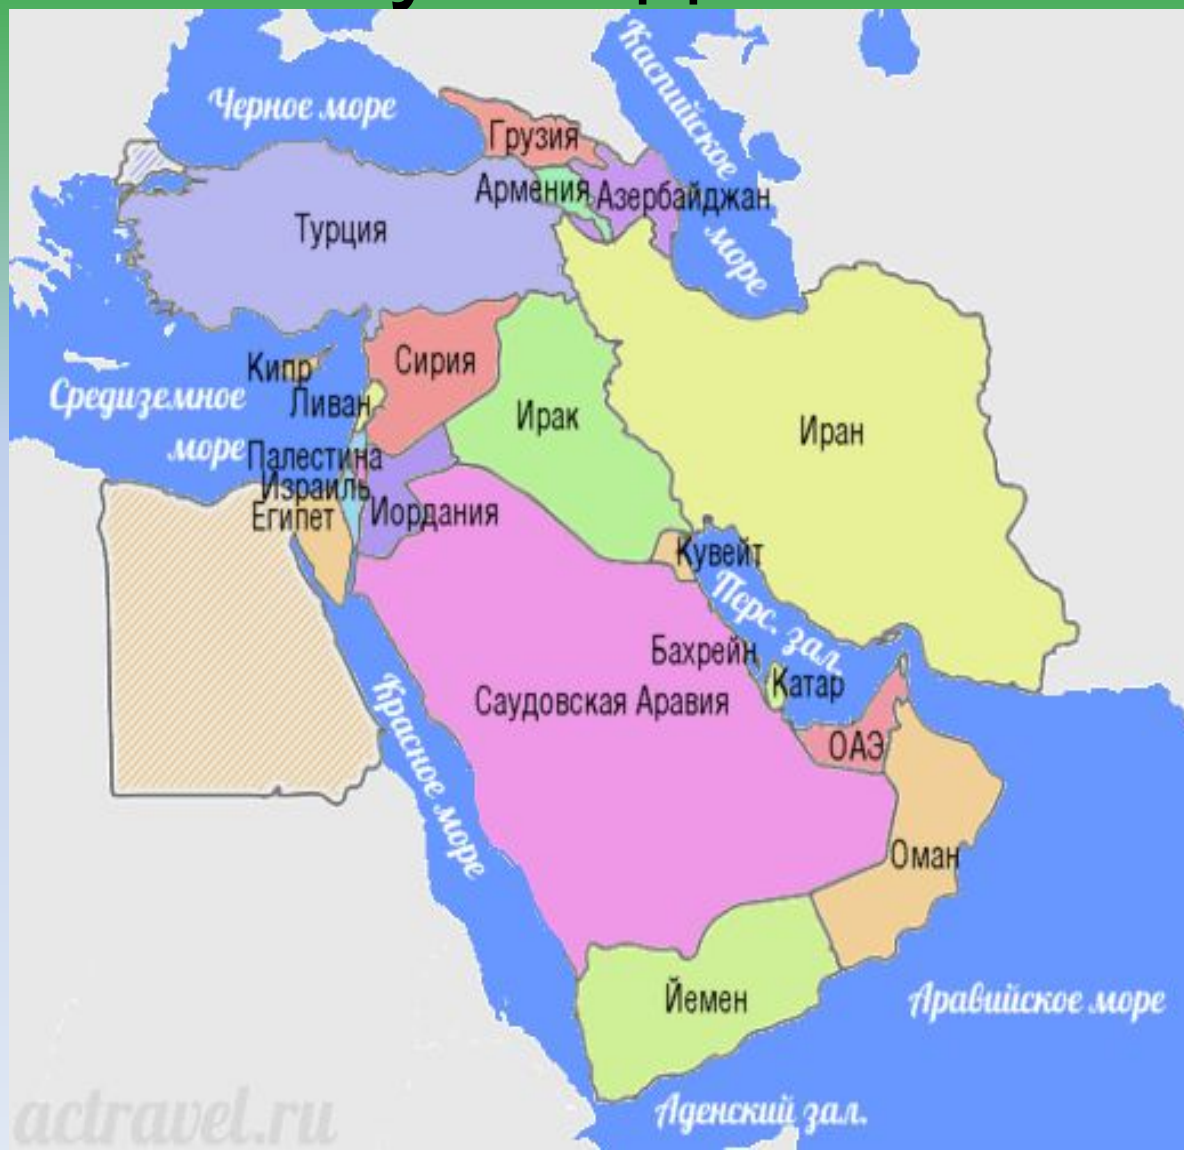 Каспийское
море
Черное море
Грузия
Армения
Азербайджан
Турция
Кипр
Сирия
Средиземное
море
Ливан
Ирак
Иран
Палестина
Израиль
Египет
Иордания
Кувейт
Перс. зал.
Бахрейн
Катар
Саудовская Аравия
ОАЭ
Красное море
Оман
Йемен
Аравийское море
Аденский зал.
actravel.ru